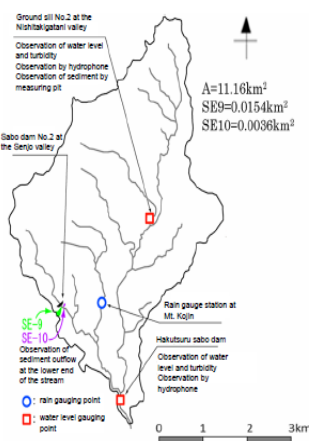 Ground sill No.2 at the
Nishitakigatani valley
Observation of water level
and turbidity
Observation by hydrophone
Observation of sediment by
measuring pit
A=11.16km²
SE9=0.0154km²
SE10=0.0036km²
Sabo dam No.2 at
the Senjo valley
Rain gauge station at
Mt. Kojin
SE-9
SE-10
Observation of
sediment outflow
at the lower end
of the stream
Hakutsuru sabo dam
Observation of water
level and turbidity
Observation by
hydrophone
: rain gauging point
: water level gauging
point
0 1 2 3km